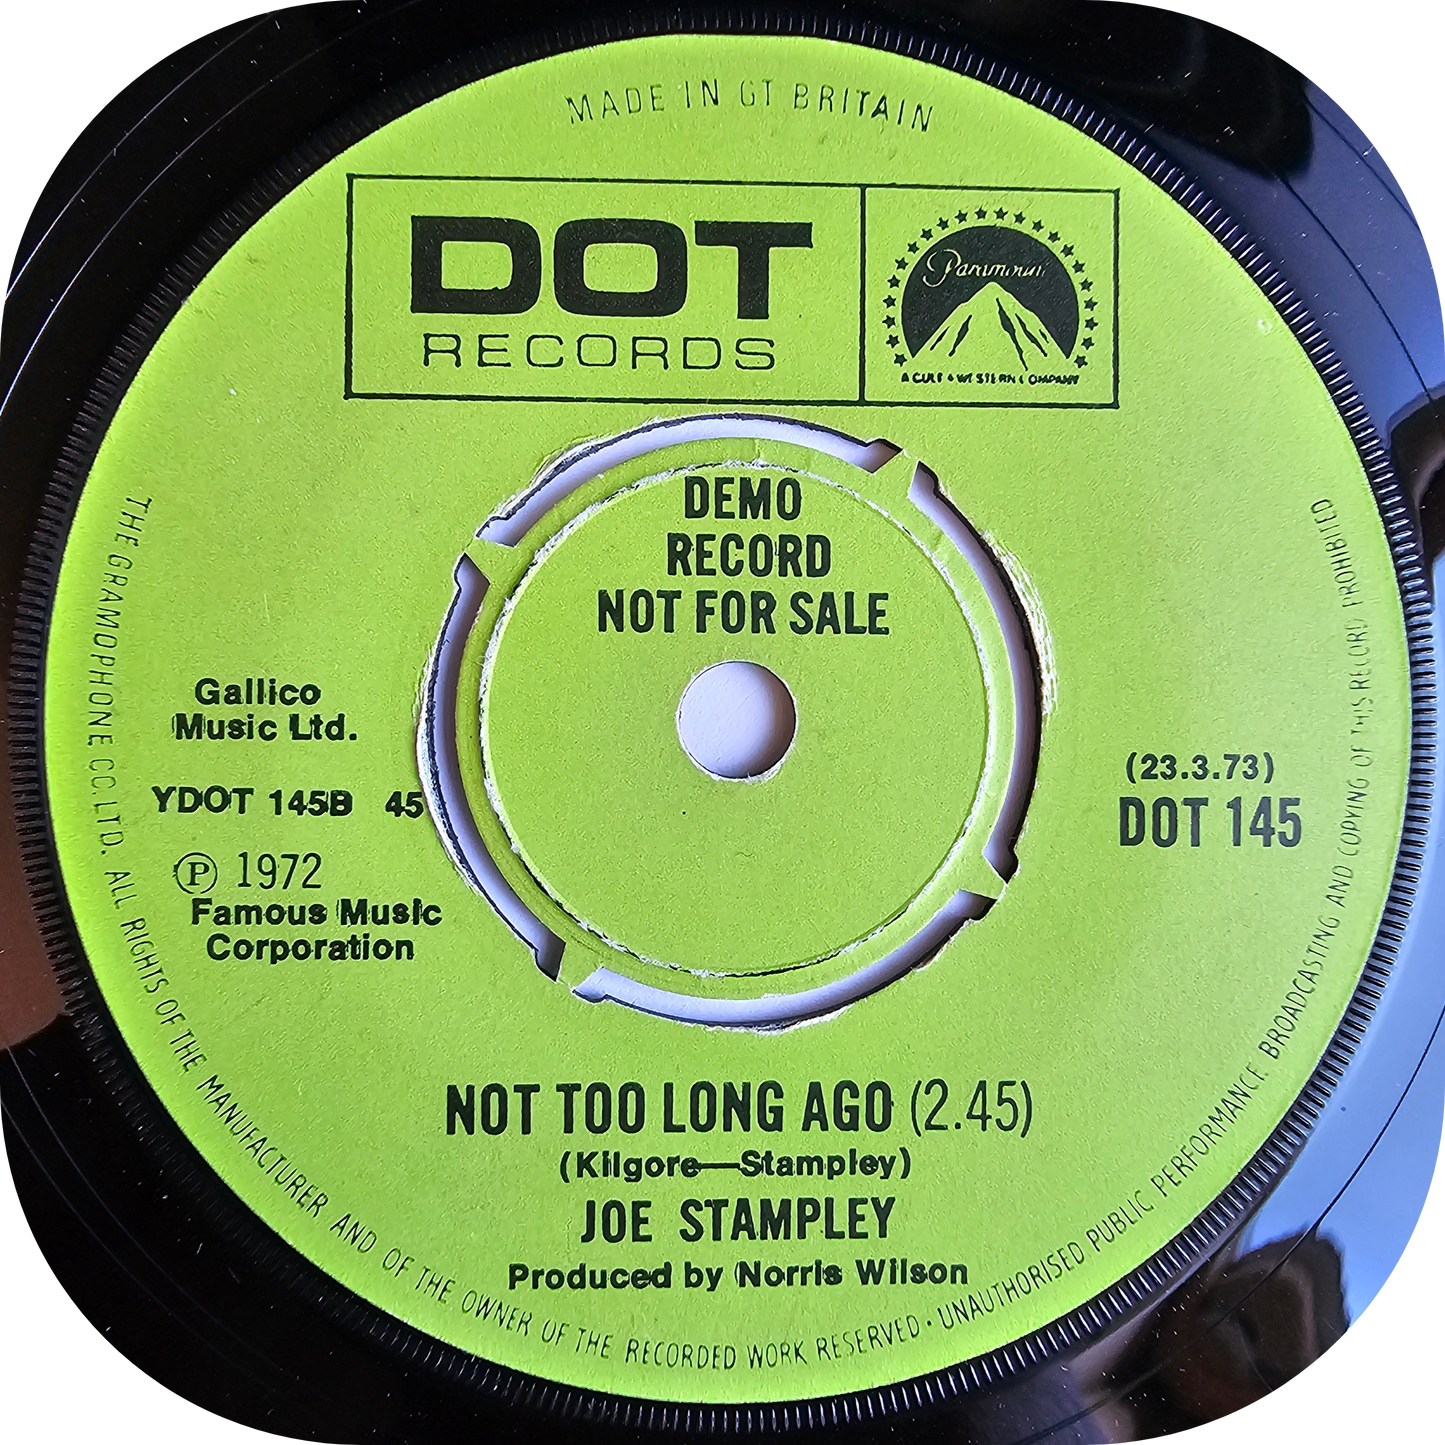 MADE IN GT BRITAIN
DOT
RECORDS
Paramount
A GULF + WESTERN COMPANY
DEMO
RECORD
NOT FOR SALE
Gallico
Music Ltd.
YDOT 145B 45
Ⓟ 1972
Famous Music
Corporation
(23.3.73)
DOT 145
NOT TOO LONG AGO (2.45)
(Kilgore—Stampley)
JOE STAMPLEY
Produced by Norris Wilson
THE GRAMOPHONE CO. LTD. ALL RIGHTS OF THE MANUFACTURER AND OF THE OWNER OF THE RECORDED WORK RESERVED · UNAUTHORISED PUBLIC PERFORMANCE BROADCASTING AND COPYING OF THIS RECORD PROHIBITED